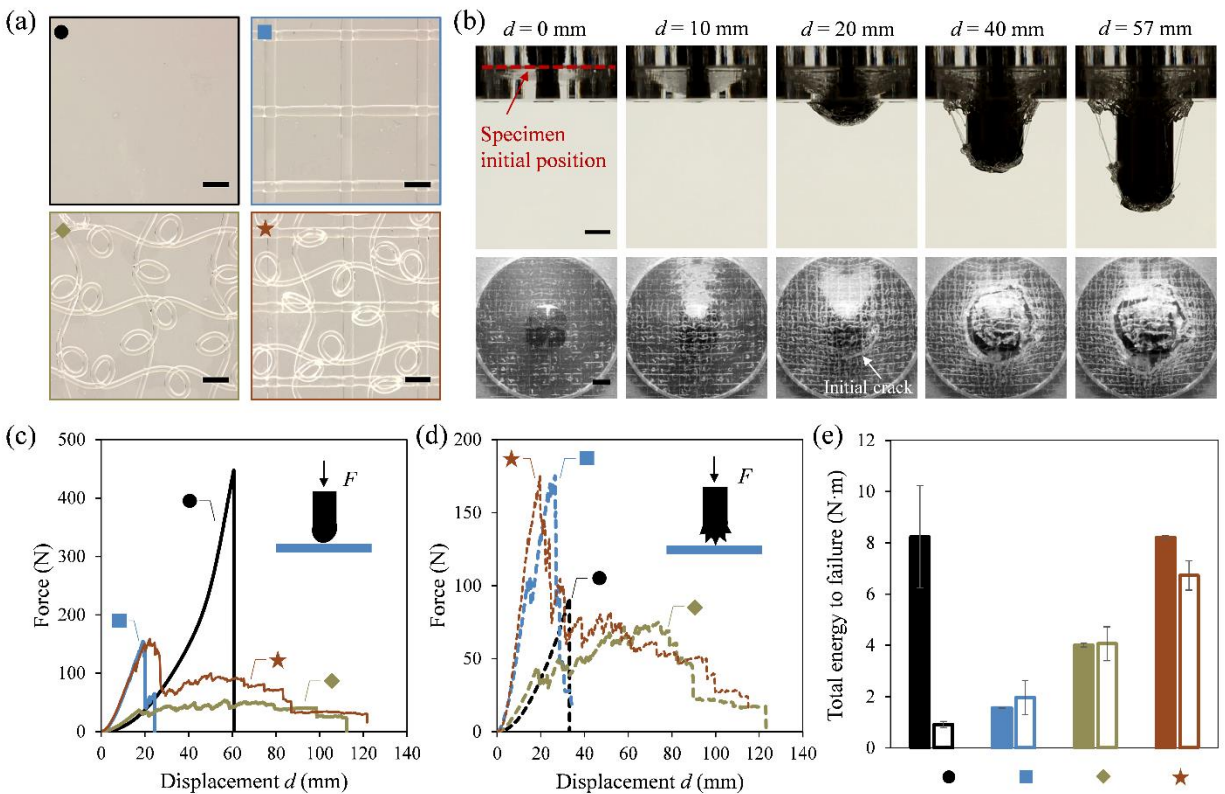 (a)
(b)
d = 0 mm
d = 10 mm
d = 20 mm
d = 40 mm
d = 57 mm
Specimen
initial position
Initial crack
(c)
500
400
300
200
100
0
Force (N)
0 20 40 60 80 100 120 140
Displacement d (mm)
F
(d)
200
150
100
50
0
Force (N)
0 20 40 60 80 100 120 140
Displacement d (mm)
F
(e)
12
10
8
6
4
2
0
Total energy to failure (N·m)